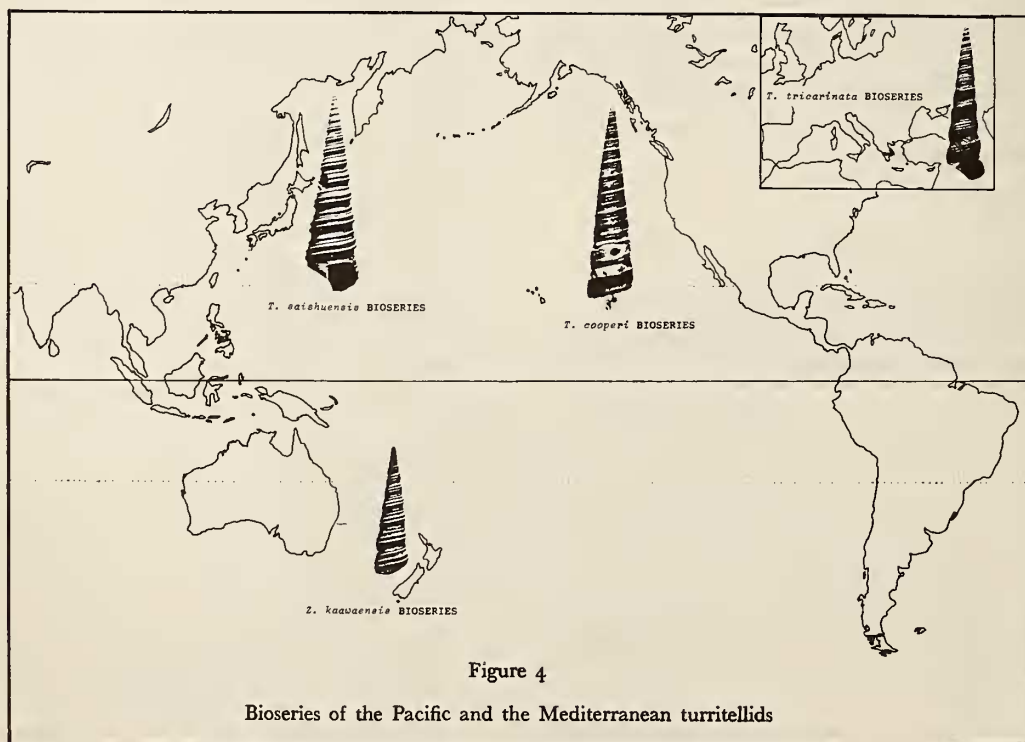 T. tricarinata BIOSERIES
T. saishuensis BIOSERIES
T. cooperi BIOSERIES
Z. kaawaensis BIOSERIES
Figure 4
Bioseries of the Pacific and the Mediterranean turritellids